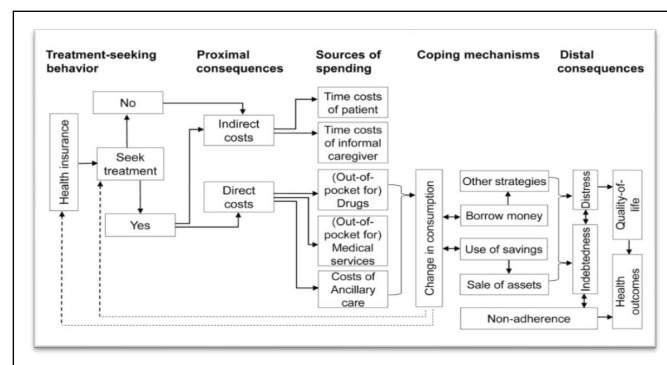 Treatment-seeking
behavior
Proximal
consequences
Sources of
spending
Coping mechanisms
Distal
consequences
Health insurance
No
Seek
treatment
Yes
Indirect
costs
Direct
costs
Time costs
of patient
Time costs
of informal
caregiver
(Out-of-
pocket for)
Drugs
(Out-of-
pocket for)
Medical
services
Costs of
Ancillary
care
Change in consumption
Other strategies
Borrow money
Use of savings
Sale of assets
Non-adherence
Distress
Indebtedness
Quality-of-
life
Health
outcomes